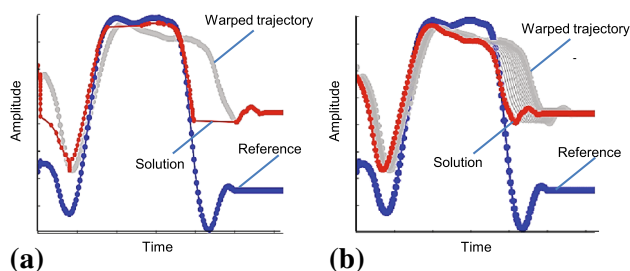 Warped trajectory
Amplitude
Solution
Reference
Time
(a)
Warped trajectory
Amplitude
Solution
Reference
Time
(b)